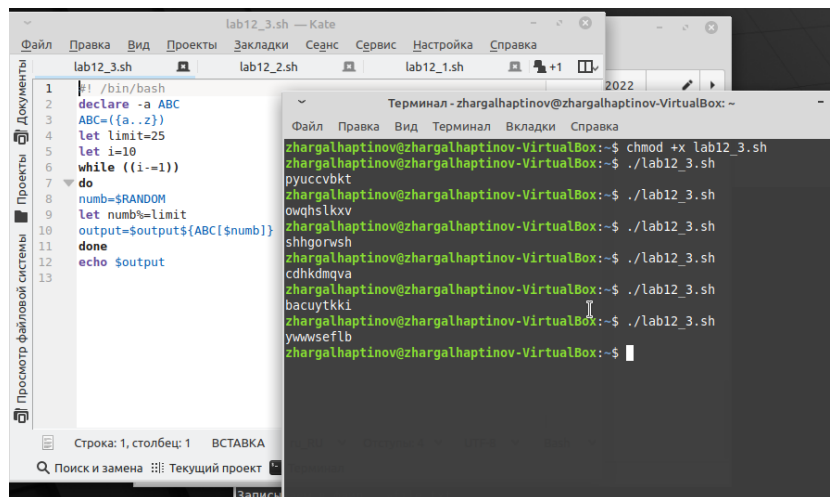 lab12_3.sh — Kate
Файл Правка Вид Проекты Закладки Сеанс Сервис Настройка Справка
lab12_3.sh lab12_2.sh lab12_1.sh +1
2022
Документы
Проекты
Просмотр файловой системы
1 #! /bin/bash
2 declare -a ABC
3 ABC=({a..z})
4 let limit=25
5 let i=10
6 while ((i-=1))
7 do
8 numb=$RANDOM
9 let numb%=limit
10 output=$output${ABC[$numb]}
11 done
12 echo $output
13
Строка: 1, столбец: 1 ВСТАВКА
Поиск и замена Текущий проект
Записы
Терминал - zhargalhaptinov@zhargalhaptinov-VirtualBox: ~
Файл Правка Вид Терминал Вкладки Справка
zhargalhaptinov@zhargalhaptinov-VirtualBox:~$ chmod +x lab12_3.sh
zhargalhaptinov@zhargalhaptinov-VirtualBox:~$ ./lab12_3.sh
pyuccvbkt
zhargalhaptinov@zhargalhaptinov-VirtualBox:~$ ./lab12_3.sh
owqhslkxv
zhargalhaptinov@zhargalhaptinov-VirtualBox:~$ ./lab12_3.sh
shhgorwsh
zhargalhaptinov@zhargalhaptinov-VirtualBox:~$ ./lab12_3.sh
cdhkdmqva
zhargalhaptinov@zhargalhaptinov-VirtualBox:~$ ./lab12_3.sh
bacuytkki
zhargalhaptinov@zhargalhaptinov-VirtualBox:~$ ./lab12_3.sh
ywwwseflb
zhargalhaptinov@zhargalhaptinov-VirtualBox:~$